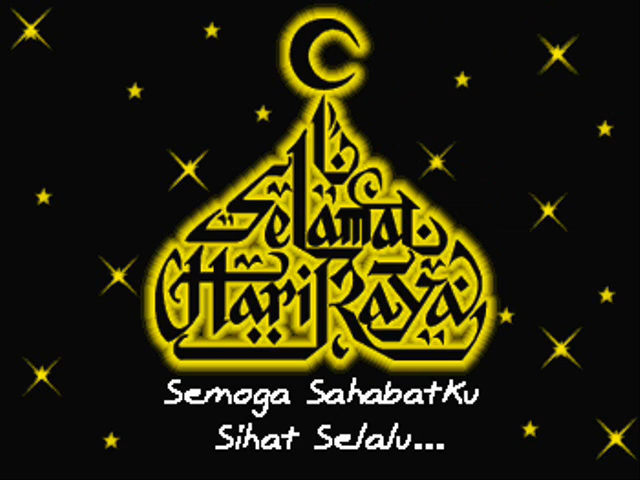 Selamat
Hari Raya
Semoga SahabatKu
Sihat Selalu...